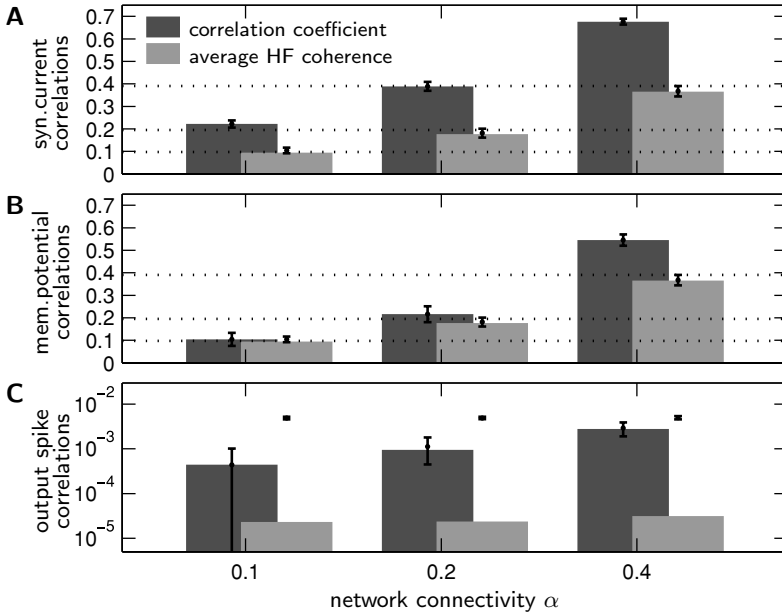 A
correlation coefficient
average HF coherence
syn.current
correlations
0.7
0.6
0.5
0.4
0.3
0.2
0.1
0
B
mem.potential
correlations
0.7
0.6
0.5
0.4
0.3
0.2
0.1
0
C
output spike
correlations
10⁻²
10⁻³
10⁻⁴
10⁻⁵
0.1 0.2 0.4
network connectivity α